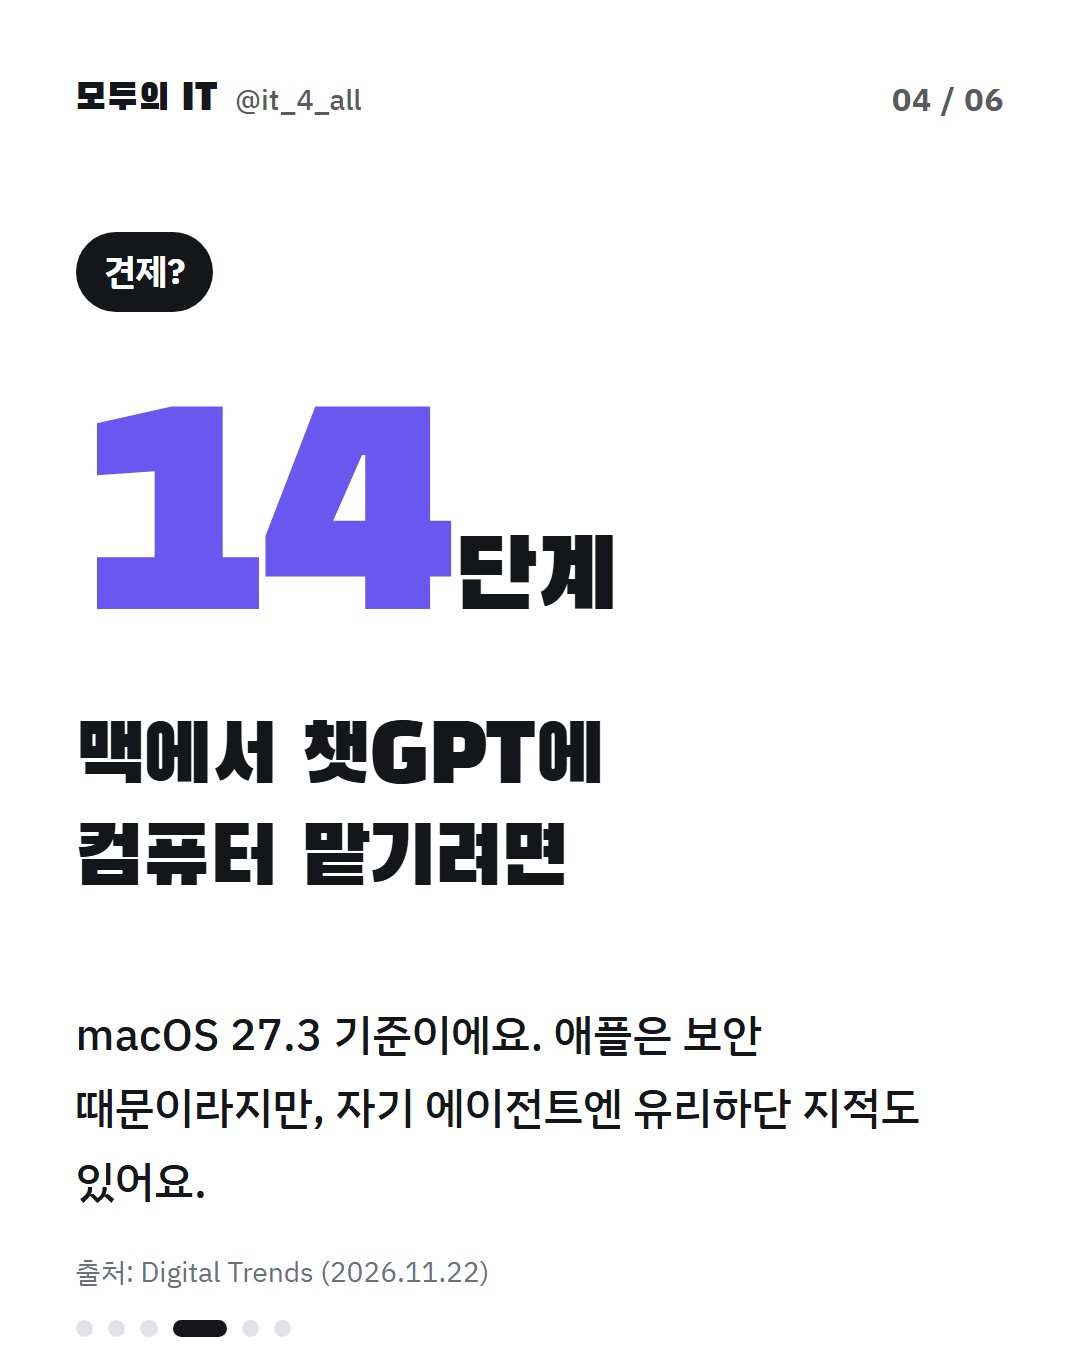 모두의 IT @it_4_all
04 / 06
견제?
14단계
맥에서 챗GPT에
컴퓨터 맡기려면
macOS 27.3 기준이에요. 애플은 보안
때문이라지만, 자기 에이전트엔 유리하단 지적도
있어요.
출처: Digital Trends (2026.11.22)